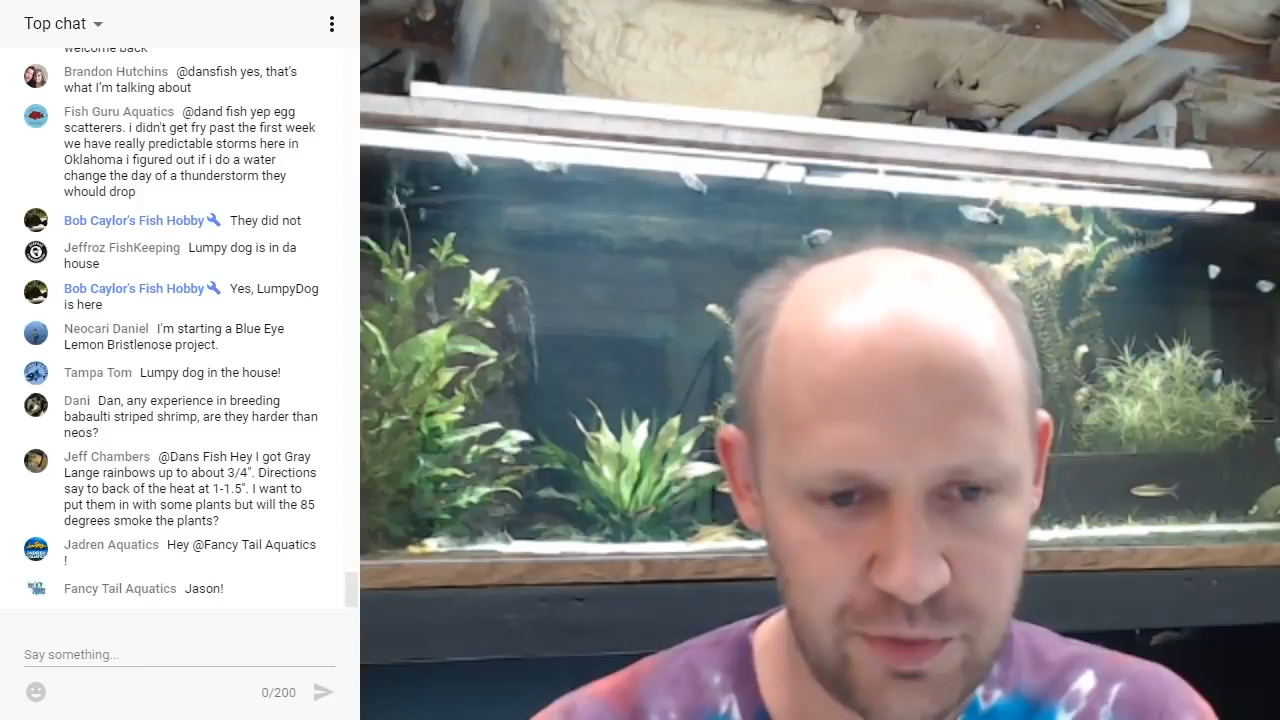 Top chat
welcome back
Brandon Hutchins @dansfish yes, that's
what I'm talking about
Fish Guru Aquatics @dand fish yep egg
scatterers. i didn't get fry past the first week
we have really predictable storms here in
Oklahoma i figured out if i do a water
change the day of a thunderstorm they
whould drop
Bob Caylor's Fish Hobby They did not
Jeffroz FishKeeping Lumpy dog is in da
house
Bob Caylor's Fish Hobby Yes, LumpyDog
is here
Neocari Daniel I'm starting a Blue Eye
Lemon Bristlenose project.
Tampa Tom Lumpy dog in the house!
Dani Dan, any experience in breeding
babaulti striped shrimp, are they harder than
neos?
Jeff Chambers @Dans Fish Hey I got Gray
Lange rainbows up to about 3/4". Directions
say to back of the heat at 1-1.5". I want to
put them in with some plants but will the 85
degrees smoke the plants?
Jadren Aquatics Hey @Fancy Tail Aquatics
!
Fancy Tail Aquatics Jason!
Say something...
0/200